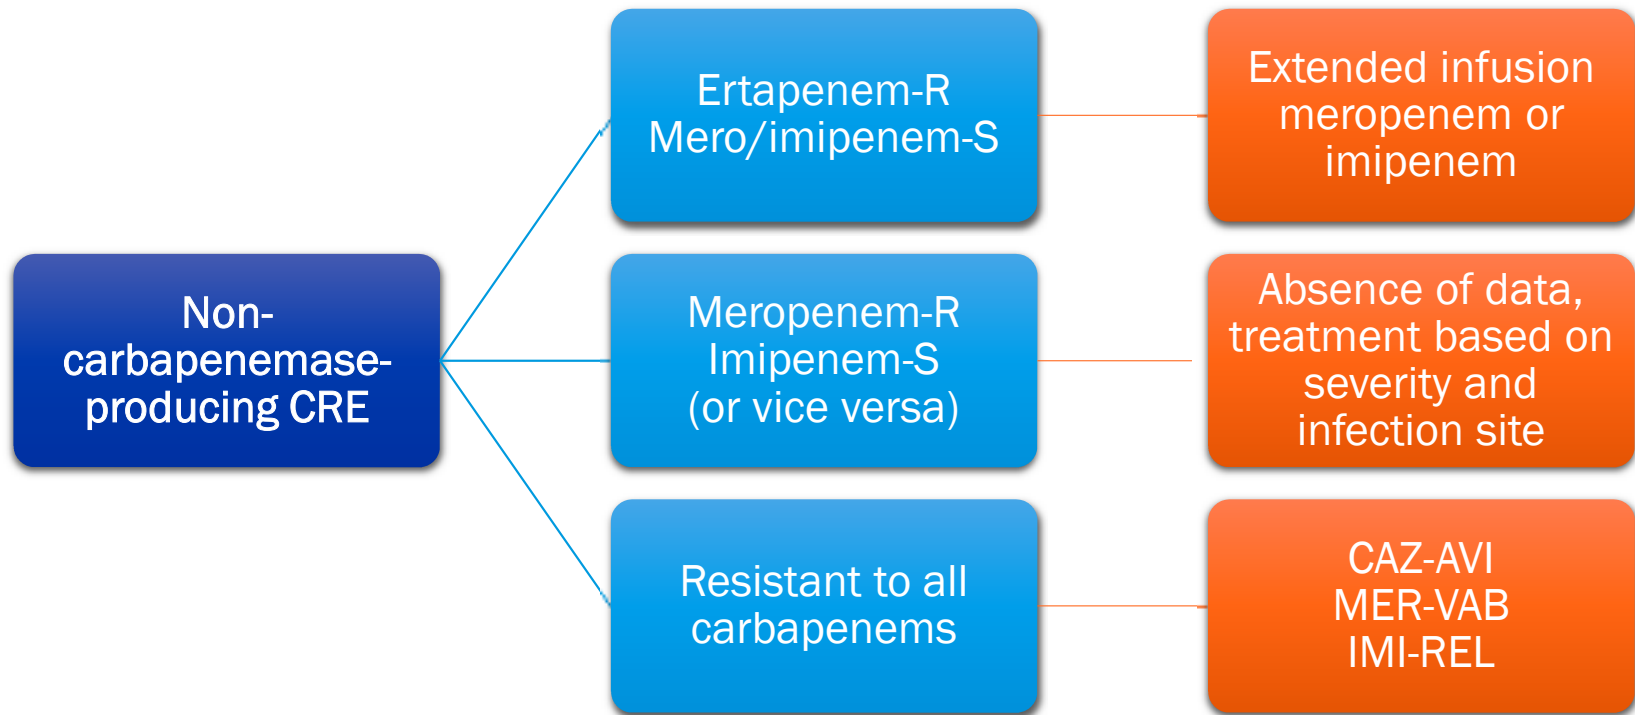 Non-
carbapenemase-
producing CRE
Ertapenem-R
Mero/imipenem-S
Extended infusion
meropenem or
imipenem
Meropenem-R
Imipenem-S
(or vice versa)
Absence of data,
treatment based on
severity and
infection site
Resistant to all
carbapenems
CAZ-AVI
MER-VAB
IMI-REL